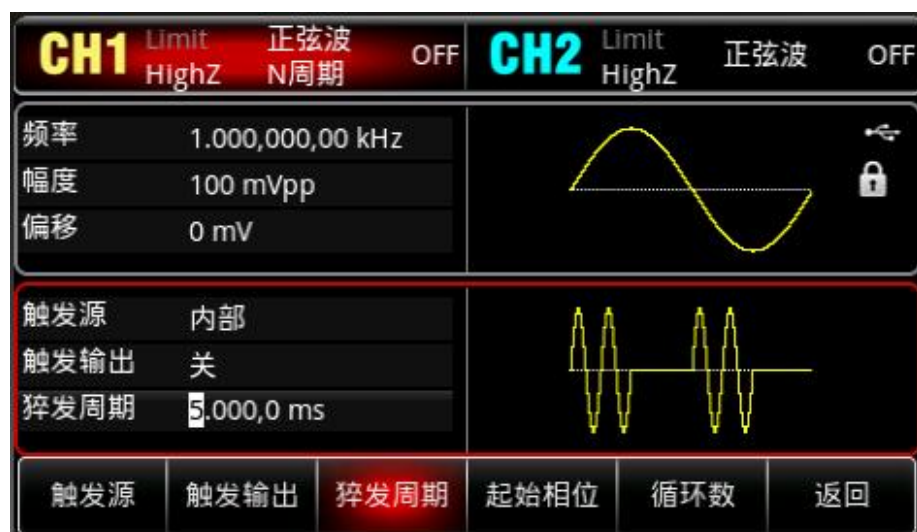 CH1 Limit 正弦波 OFF CH2 Limit 正弦波 OFF
HighZ N周期 HighZ
频率 1.000,000,00 kHz
幅度 100 mVpp
偏移 0 mV
触发源 内部
触发输出 关
猝发周期 5.000,0 ms
触发源 触发输出 猝发周期 起始相位 循环数 返回